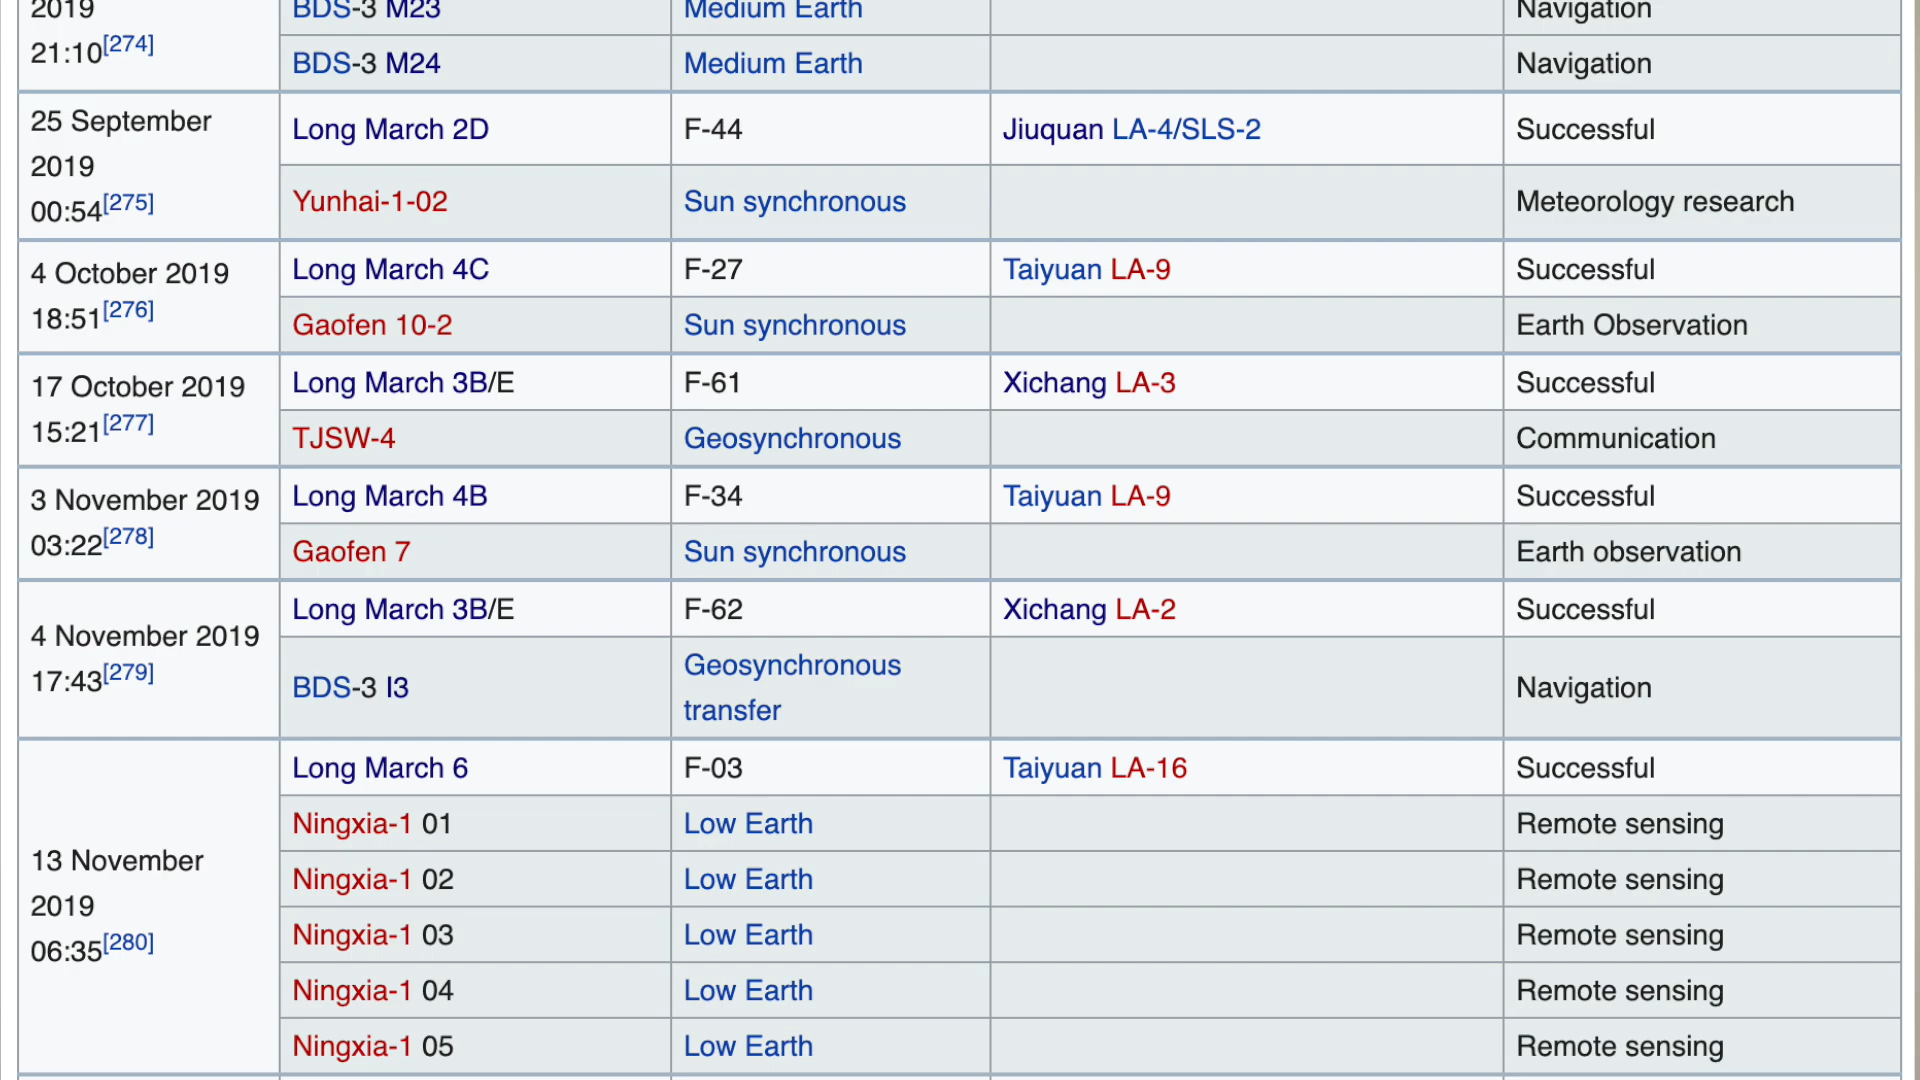 2019
BDS-3 M23
Medium Earth
Navigation
21:10[274]
BDS-3 M24
Medium Earth
Navigation
25 September
2019
00:54[275]
Long March 2D
F-44
Jiuquan LA-4/SLS-2
Successful
Yunhai-1-02
Sun synchronous
Meteorology research
4 October 2019
18:51[276]
Long March 4C
F-27
Taiyuan LA-9
Successful
Gaofen 10-2
Sun synchronous
Earth Observation
17 October 2019
15:21[277]
Long March 3B/E
F-61
Xichang LA-3
Successful
TJSW-4
Geosynchronous
Communication
3 November 2019
03:22[278]
Long March 4B
F-34
Taiyuan LA-9
Successful
Gaofen 7
Sun synchronous
Earth observation
4 November 2019
17:43[279]
Long March 3B/E
F-62
Xichang LA-2
Successful
BDS-3 I3
Geosynchronous
transfer
Navigation
13 November
2019
06:35[280]
Long March 6
F-03
Taiyuan LA-16
Successful
Ningxia-1 01
Low Earth
Remote sensing
Ningxia-1 02
Low Earth
Remote sensing
Ningxia-1 03
Low Earth
Remote sensing
Ningxia-1 04
Low Earth
Remote sensing
Ningxia-1 05
Low Earth
Remote sensing